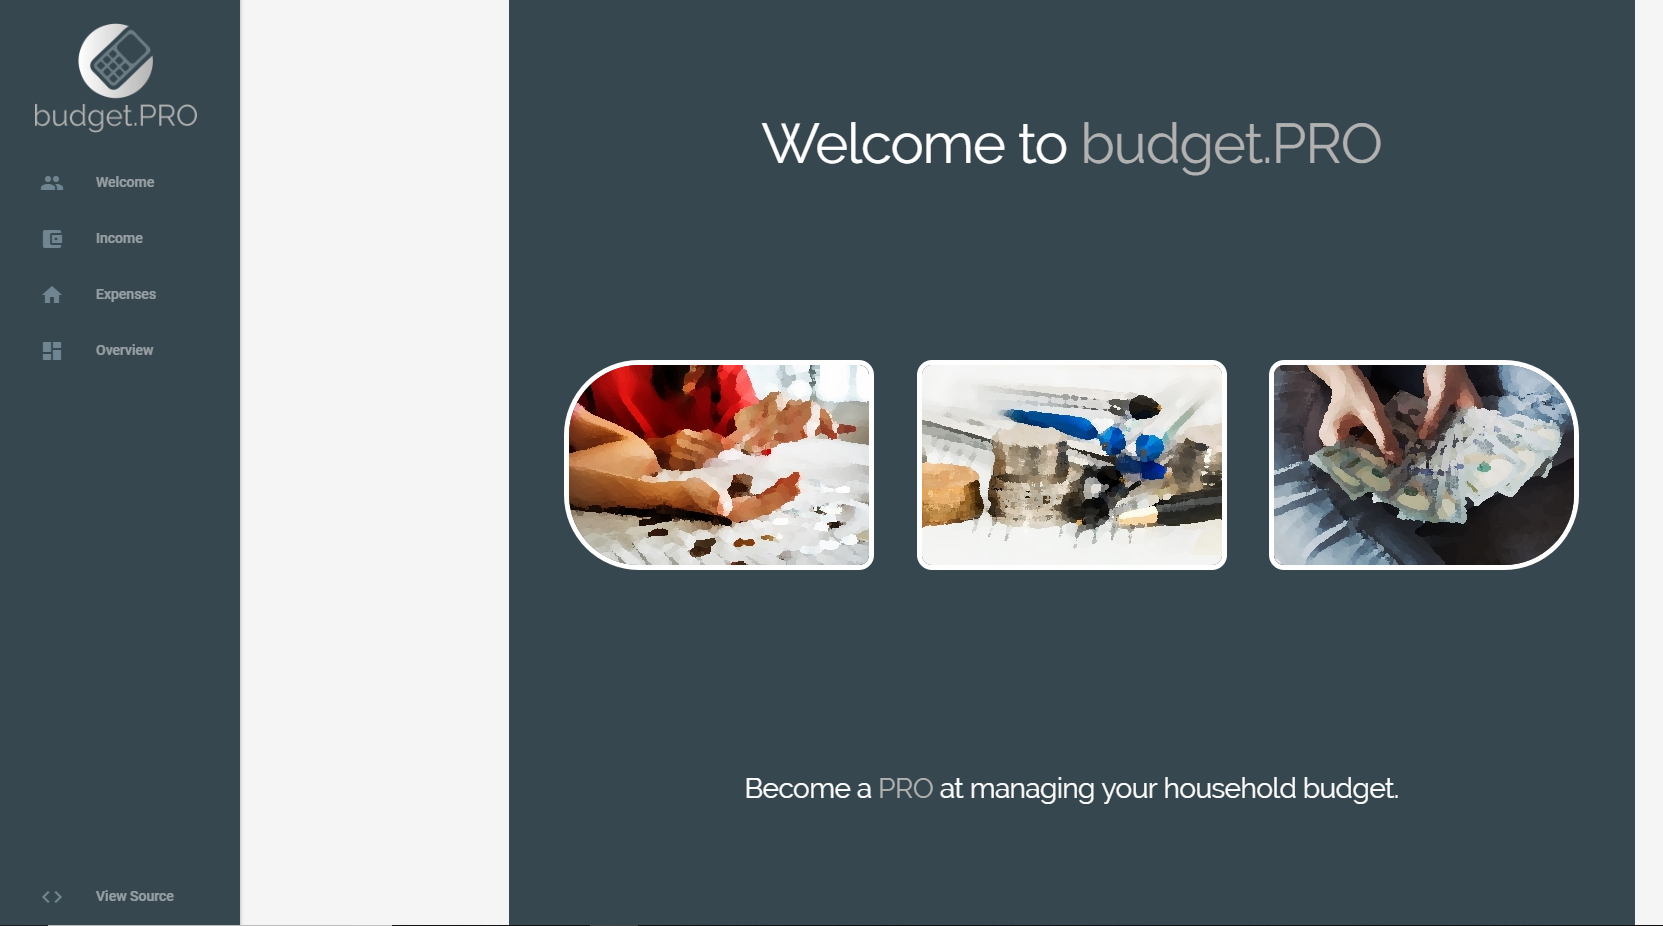 budget.PRO
Welcome
Income
Expenses
Overview
View Source
Welcome to budget.PRO
Become a PRO at managing your household budget.